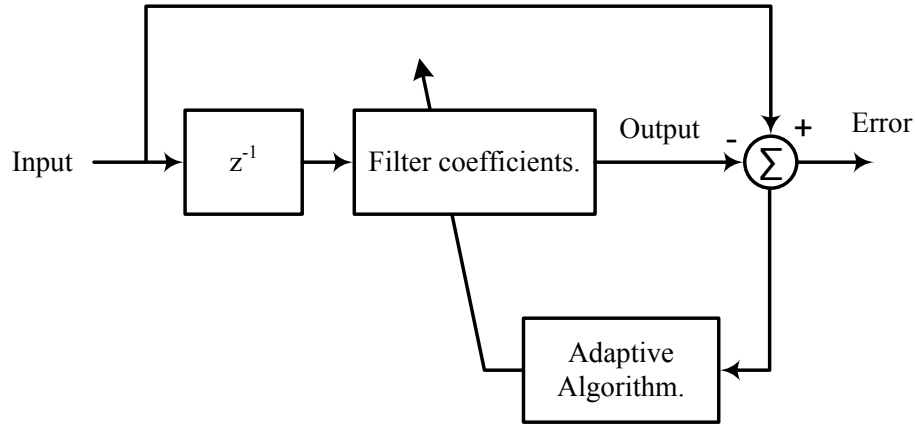 Input
z⁻¹
Filter coefficients.
Output
-
+
Σ
Error
Adaptive
Algorithm.